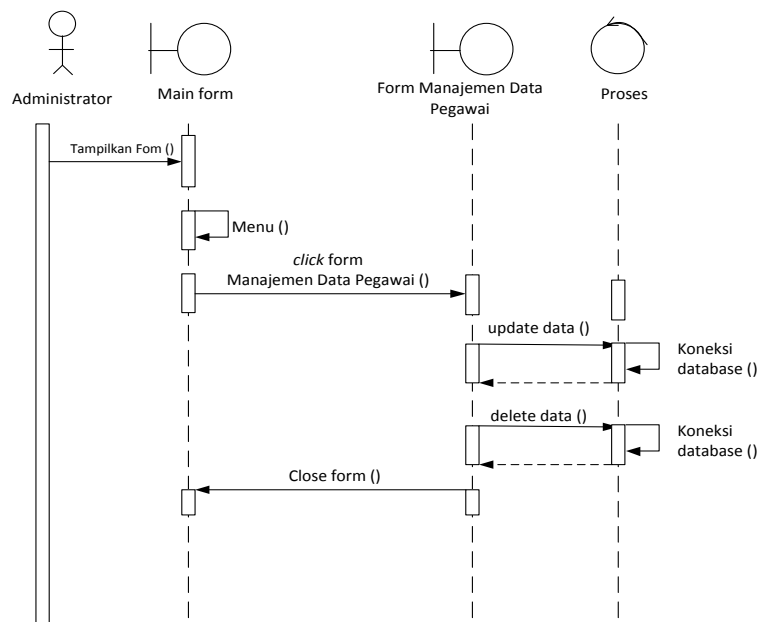 Administrator
Main form
Form Manajemen Data
Pegawai
Proses
Tampilkan Fom ()
Menu ()
click form
Manajemen Data Pegawai ()
update data ()
Koneksi
database ()
delete data ()
Koneksi
database ()
Close form ()